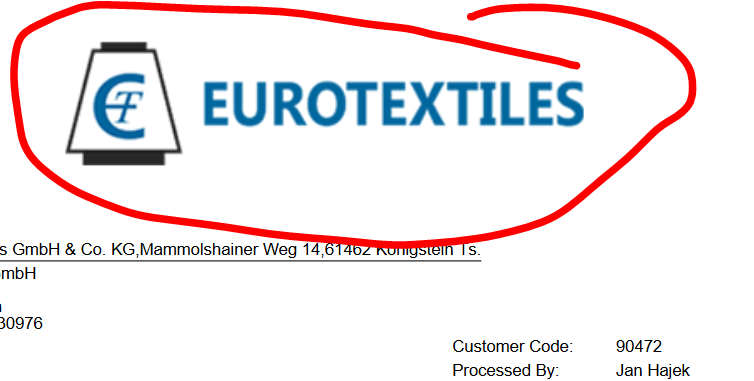 EUROTEXTILES
s GmbH & Co. KG,Mammolshainer Weg 14,61462 Königstein Ts.
mbH
30976
Customer Code: 90472
Processed By: Jan Hajek